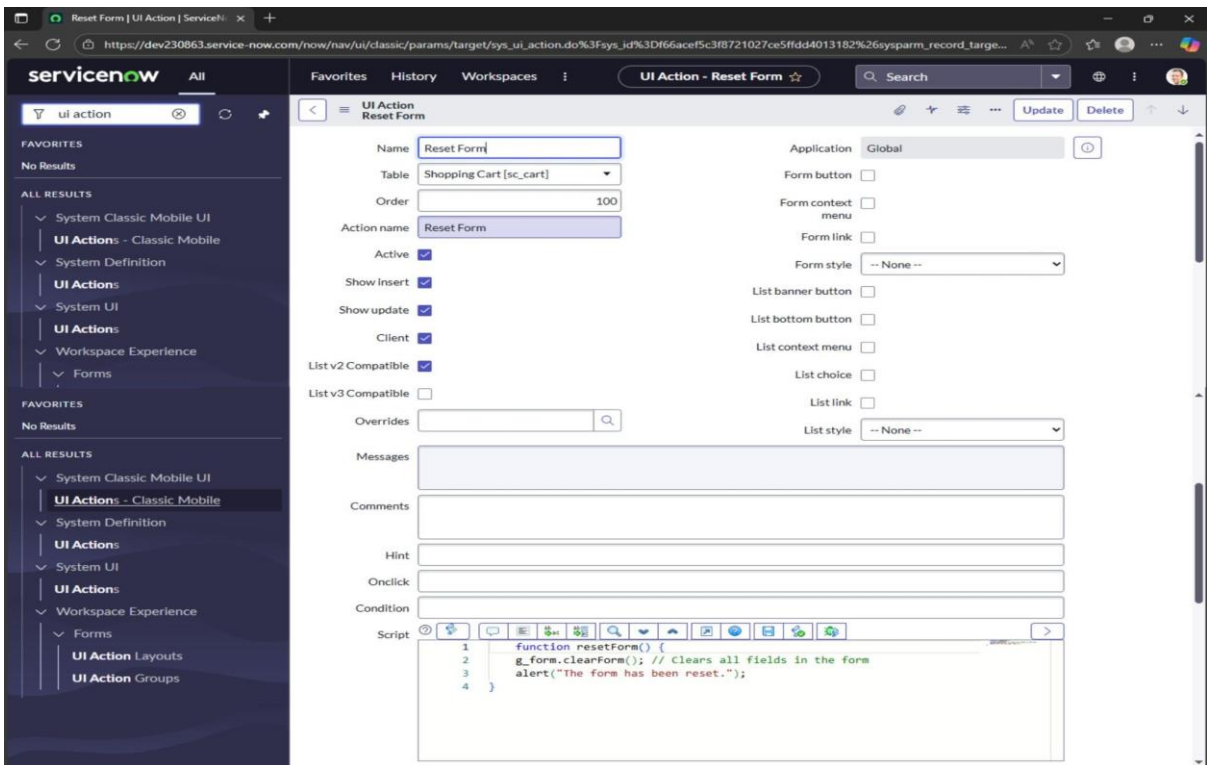 Reset Form | UI Action | ServiceN
https://dev230863.service-now.com/now/nav/ui/classic/params/target/sys_ui_action.do%3Fsys_id%3Df66acef5c3f8721027ce5ffdd4013182%26sysparm_record_targe...
servicenow All Favorites History Workspaces UI Action - Reset Form Search
ui action
FAVORITES
No Results
ALL RESULTS
System Classic Mobile UI
UI Actions - Classic Mobile
System Definition
UI Actions
System UI
UI Actions
Workspace Experience
Forms
FAVORITES
No Results
ALL RESULTS
System Classic Mobile UI
UI Actions - Classic Mobile
System Definition
UI Actions
System UI
UI Actions
Workspace Experience
Forms
UI Action Layouts
UI Action Groups
UI Action
Reset Form
Update Delete
Name Reset Form
Table Shopping Cart [sc_cart]
Order 100
Action name Reset Form
Active
Show insert
Show update
Client
List v2 Compatible
List v3 Compatible
Overrides
Application Global
Form button
Form context menu
Form link
Form style -- None --
List banner button
List bottom button
List context menu
List choice
List link
List style -- None --
Messages
Comments
Hint
Onclick
Condition
Script
1 function resetForm() {
2 g_form.clearForm(); // Clears all fields in the form
3 alert("The form has been reset.");
4 }